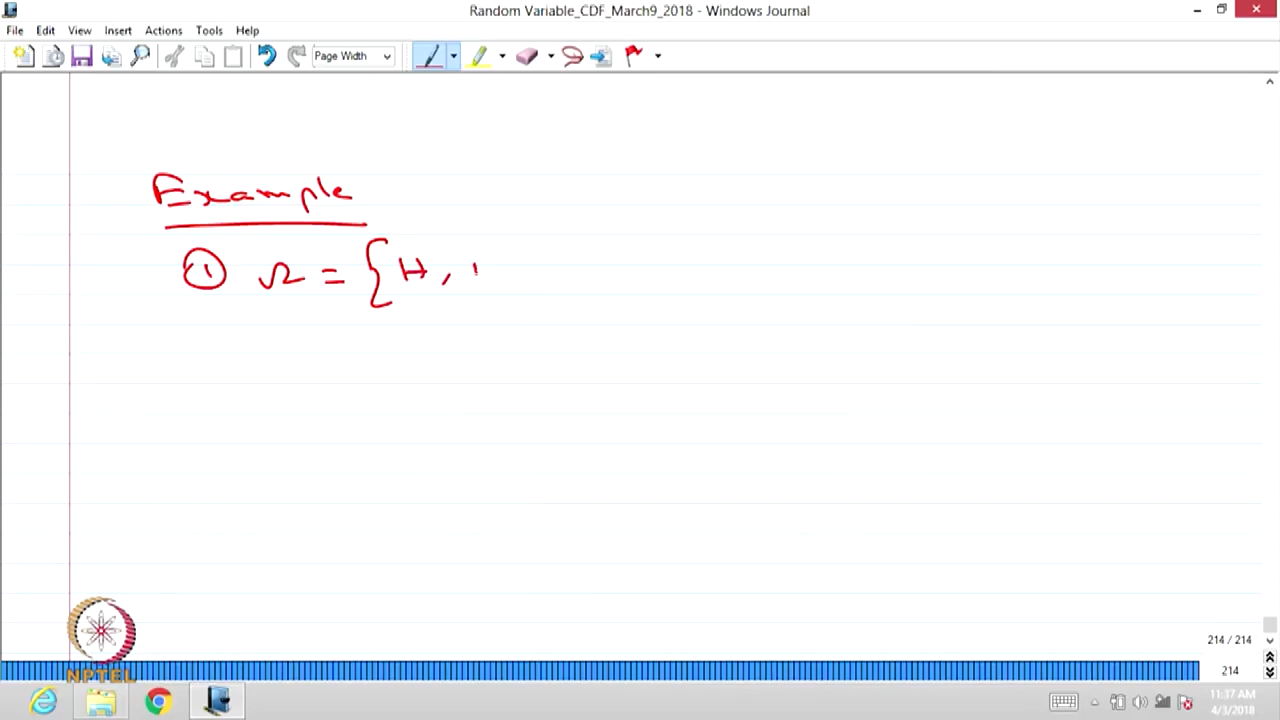 Random Variable_CDF_March9_2018 - Windows Journal
File Edit View Insert Actions Tools Help
Page Width
Example
① Ω = { H ,
214 / 214
214
NPTEL
11:37 AM
4/3/2018